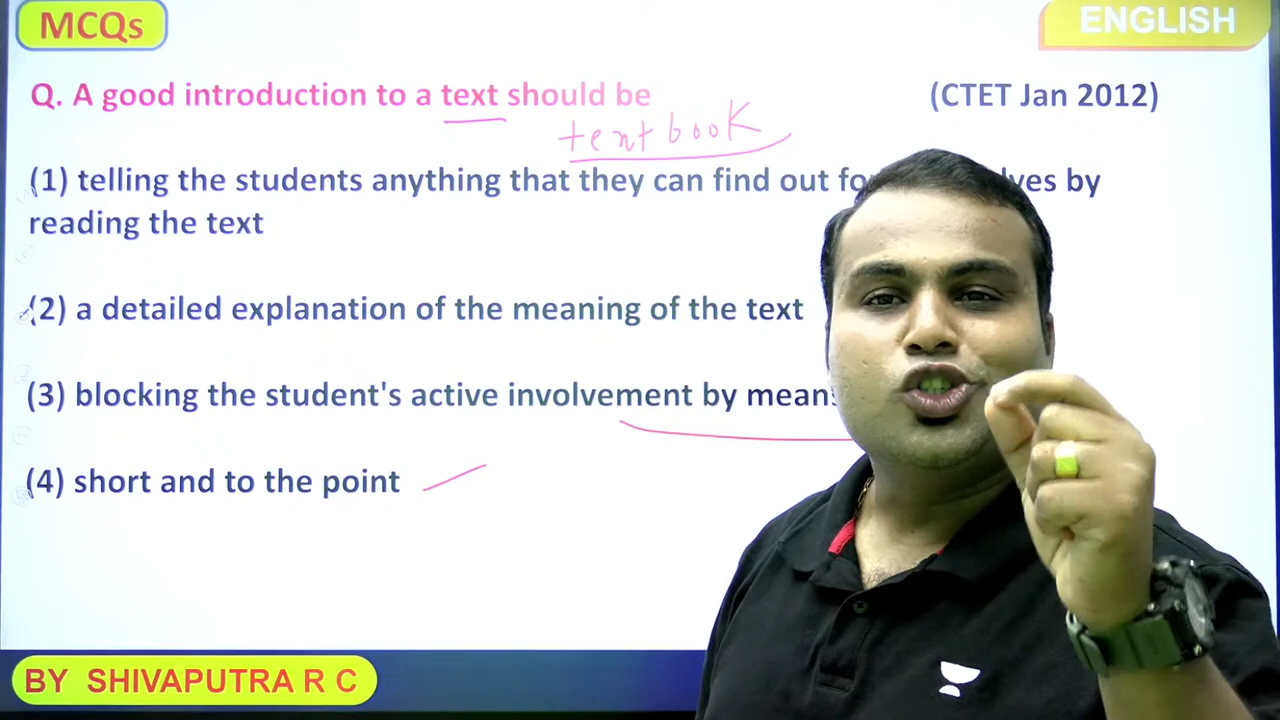 MCQs
ENGLISH
Q. A good introduction to a text should be
(CTET Jan 2012)
text book
(1) telling the students anything that they can find out by
reading the text
(2) a detailed explanation of the meaning of the text
(3) blocking the student's active involvement by
(4) short and to the point
BY SHIVAPUTRA R C